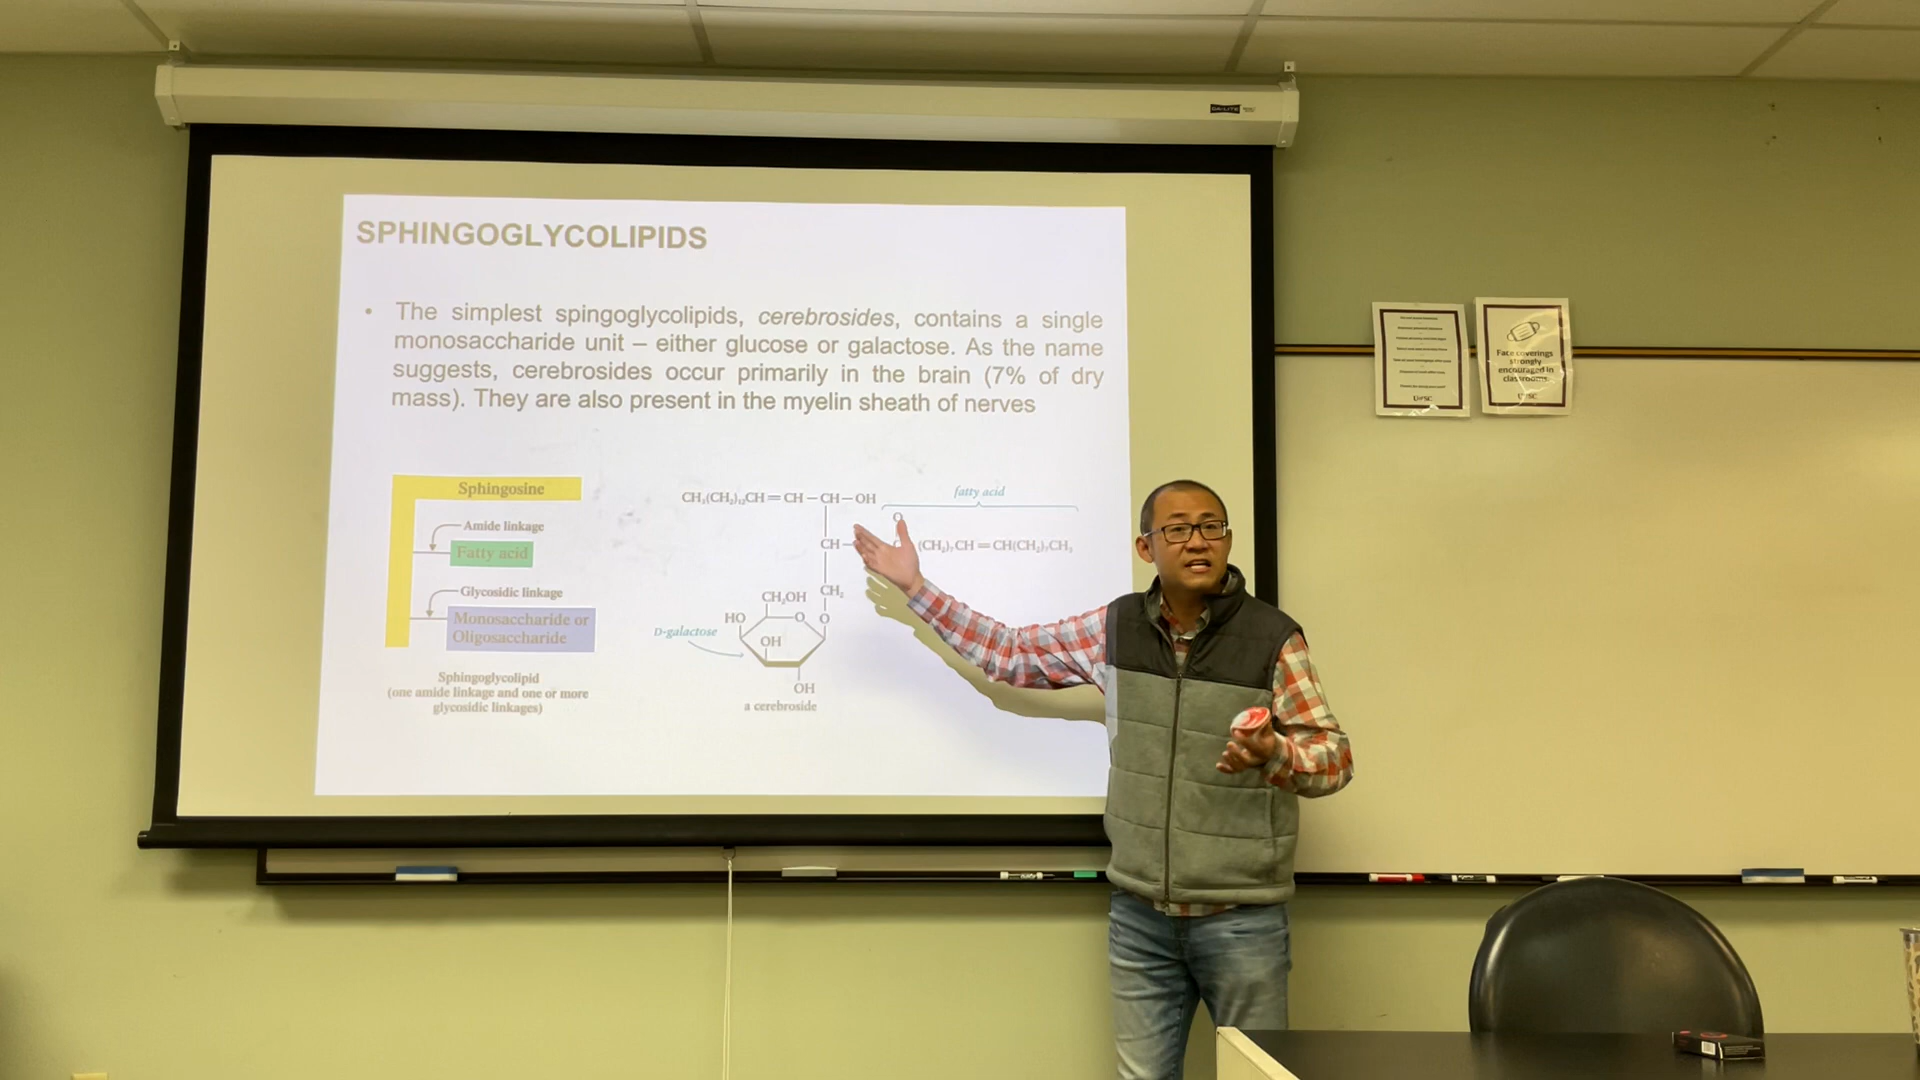 DA-LITE
SPHINGOGLYCOLIPIDS
• The simplest spingoglycolipids, cerebrosides, contains a single
monosaccharide unit – either glucose or galactose. As the name
suggests, cerebrosides occur primarily in the brain (7% of dry
mass). They are also present in the myelin sheath of nerves
Sphingosine
Amide linkage
Fatty acid
Glycosidic linkage
Monosaccharide or
Oligosaccharide
Sphingoglycolipid
(one amide linkage and one or more
glycosidic linkages)
CH₃(CH₂)₁₂CH=CH–CH–OH
fatty acid
O
CH–
(CH₂)₇CH=CH(CH₂)₇CH₃
CH₂
CH₂OH
HO
O
O
D-galactose
OH
OH
a cerebroside
Face coverings
strongly
encouraged in
classrooms.